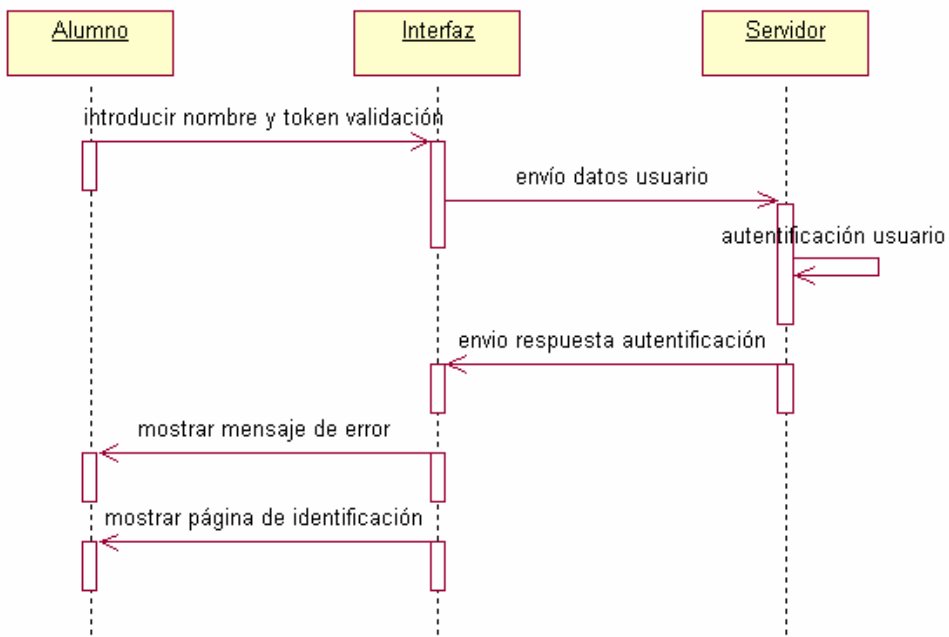 Alumno
Interfaz
Servidor
introducir nombre y token validación
envío datos usuario
autentificación usuario
envio respuesta autentificación
mostrar mensaje de error
mostrar página de identificación